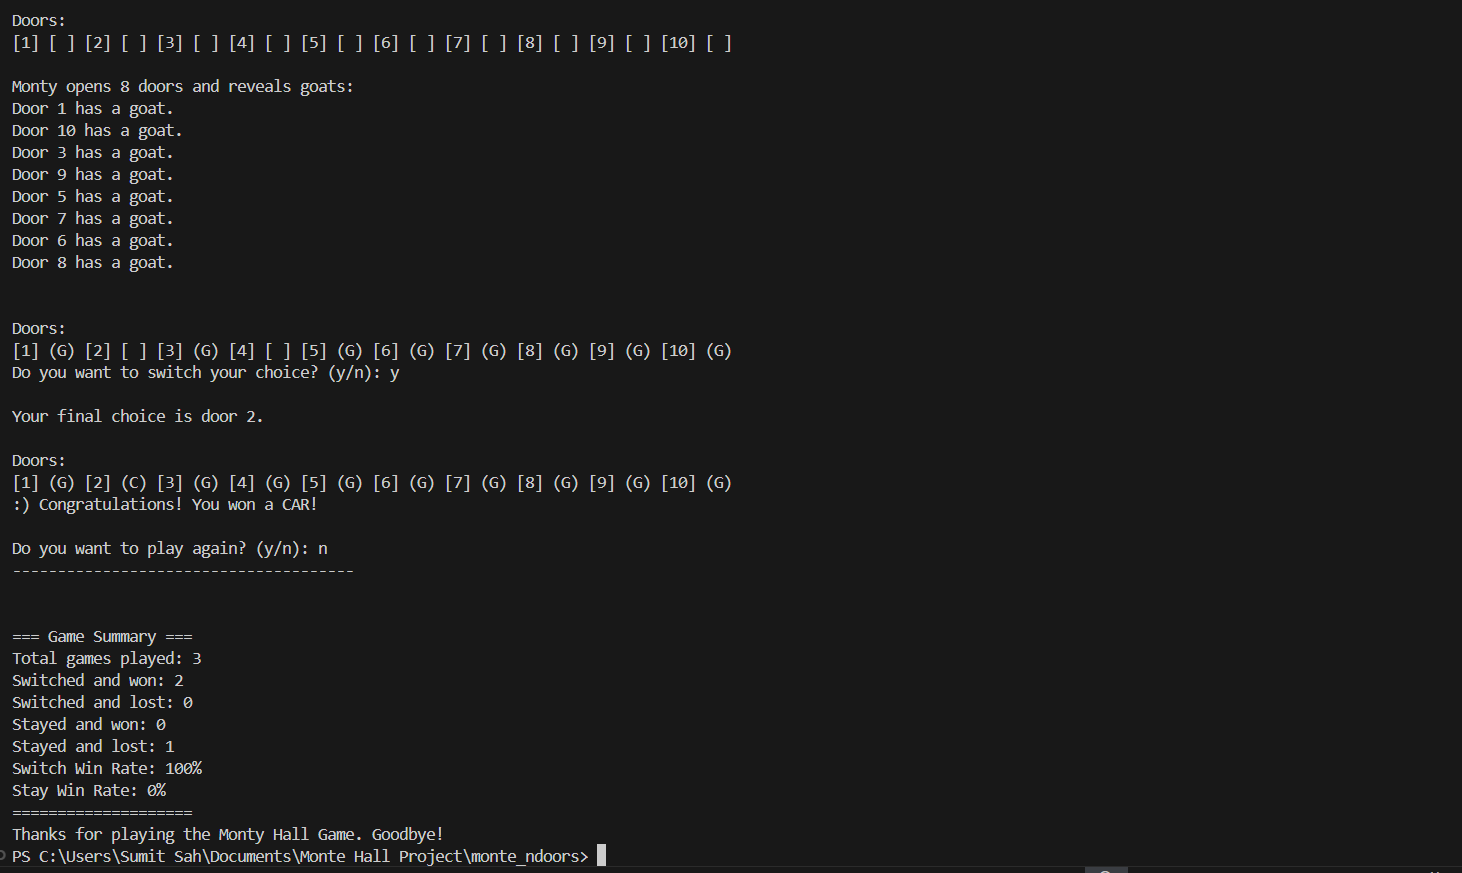 Doors:
[1] [ ] [2] [ ] [3] [ ] [4] [ ] [5] [ ] [6] [ ] [7] [ ] [8] [ ] [9] [ ] [10] [ ]
Monty opens 8 doors and reveals goats:
Door 1 has a goat.
Door 10 has a goat.
Door 3 has a goat.
Door 9 has a goat.
Door 5 has a goat.
Door 7 has a goat.
Door 6 has a goat.
Door 8 has a goat.
Doors:
[1] (G) [2] [ ] [3] (G) [4] [ ] [5] (G) [6] (G) [7] (G) [8] (G) [9] (G) [10] (G)
Do you want to switch your choice? (y/n): y
Your final choice is door 2.
Doors:
[1] (G) [2] (C) [3] (G) [4] (G) [5] (G) [6] (G) [7] (G) [8] (G) [9] (G) [10] (G)
:) Congratulations! You won a CAR!
Do you want to play again? (y/n): n
--------------------------------------
=== Game Summary ===
Total games played: 3
Switched and won: 2
Switched and lost: 0
Stayed and won: 0
Stayed and lost: 1
Switch Win Rate: 100%
Stay Win Rate: 0%
====================
Thanks for playing the Monty Hall Game. Goodbye!
PS C:\Users\Sumit Sah\Documents\Monte Hall Project\monte_ndoors>